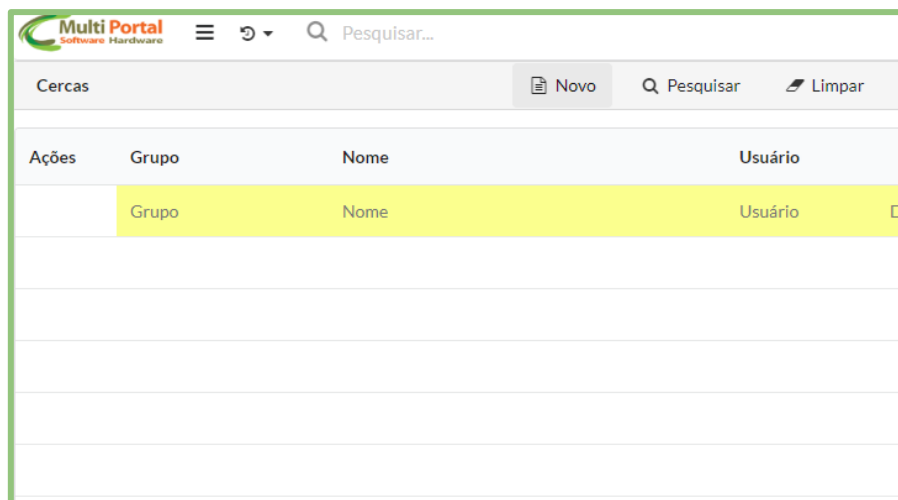 Multi Portal
Software Hardware
Pesquisar...
Cercas Novo Pesquisar Limpar
Ações Grupo Nome Usuário
Grupo Nome Usuário D